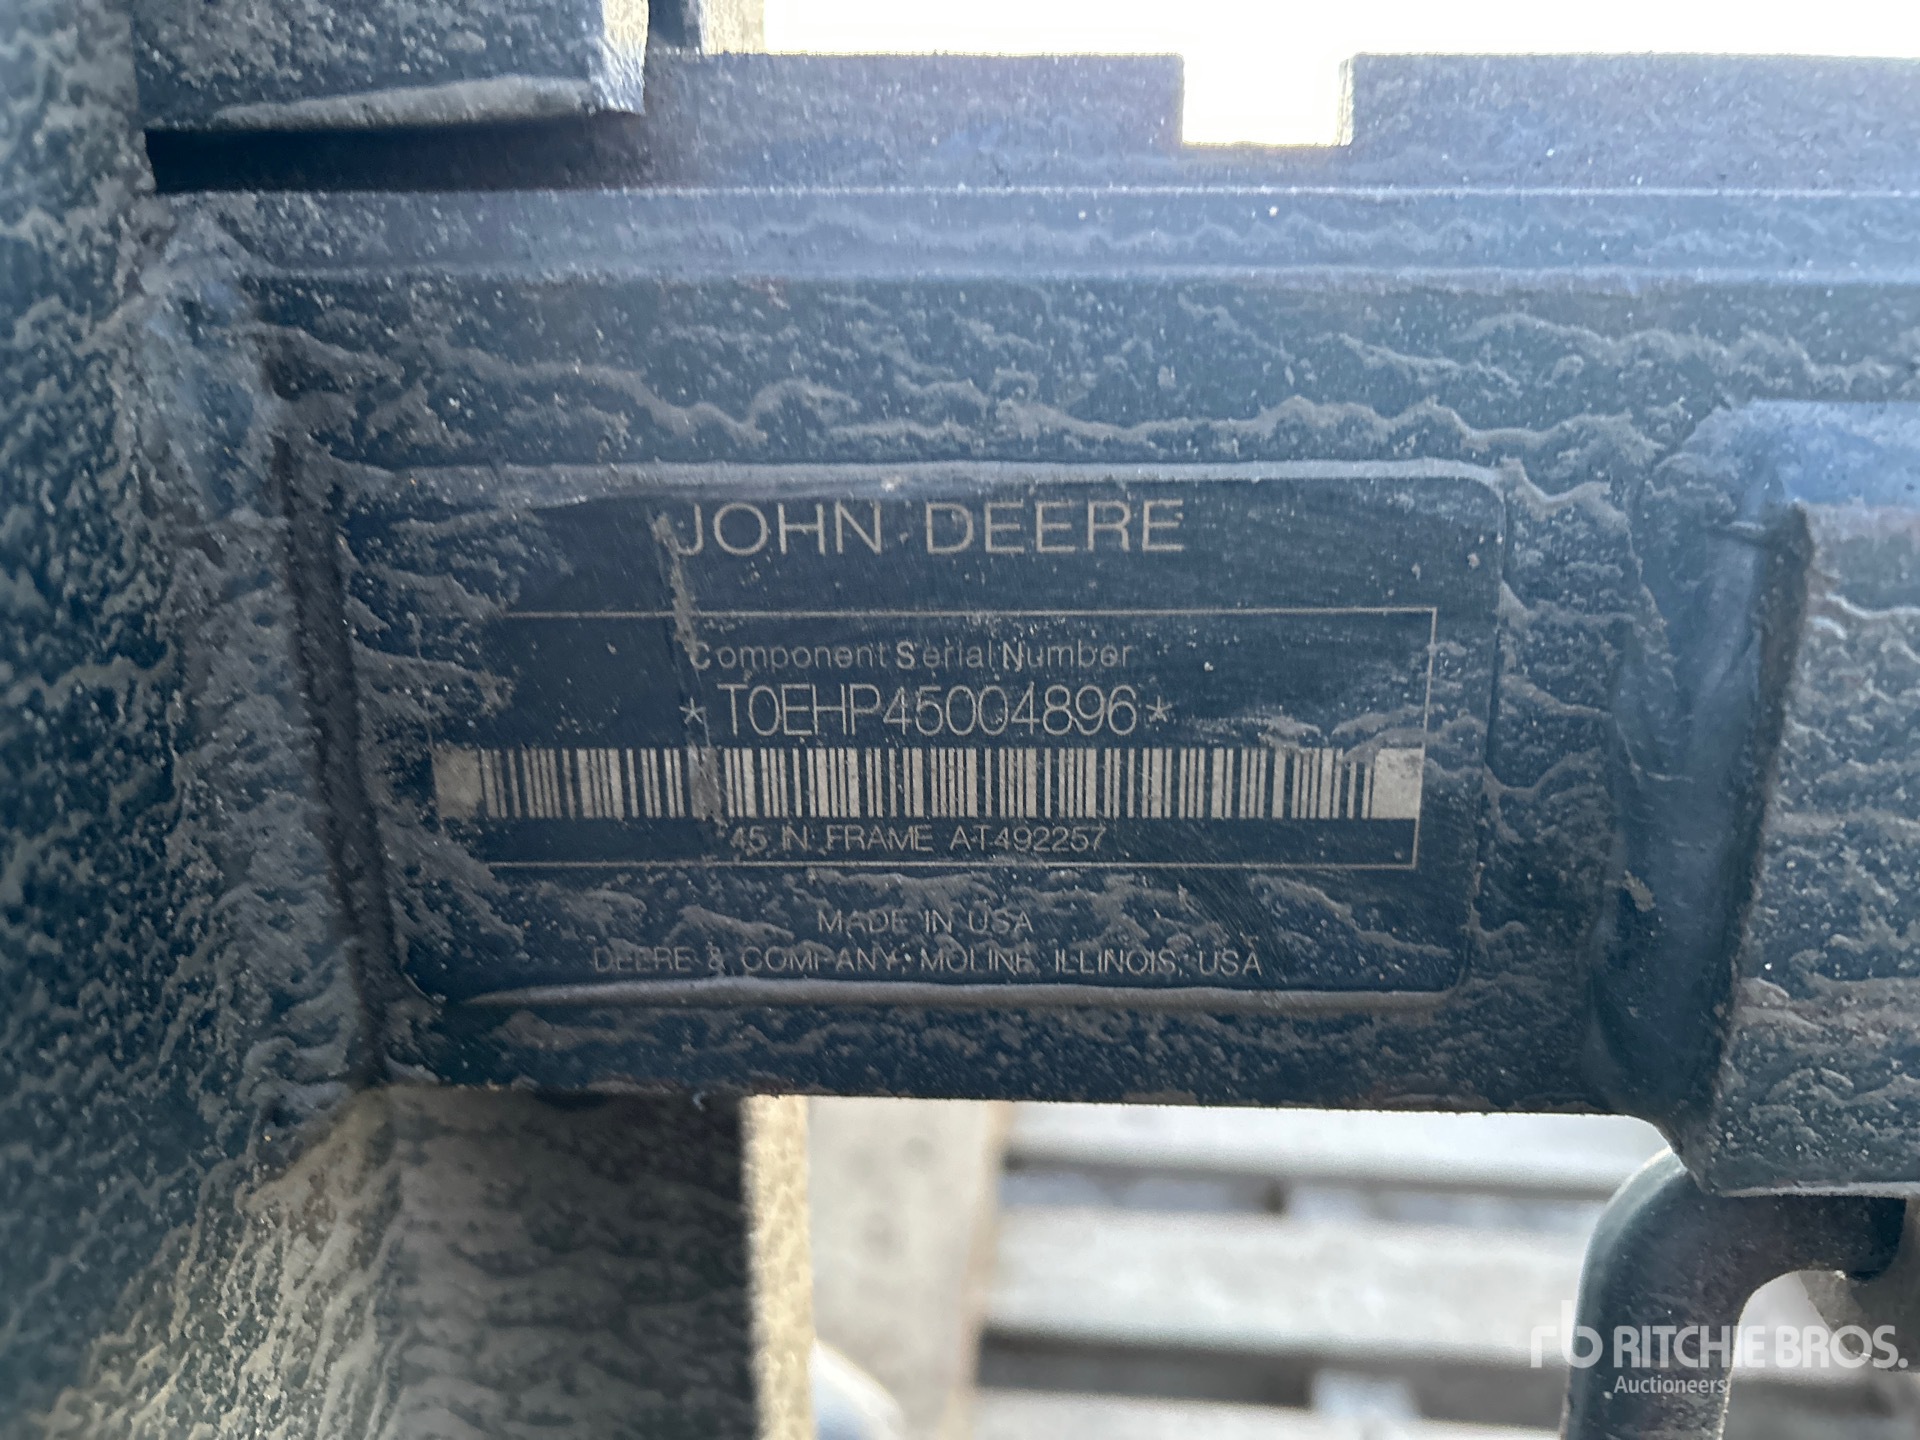 JOHN DEERE
Component Serial Number
* T0EHP45004896 *
45 IN FRAME AT492257
MADE IN USA
DEERE & COMPANY, MOLINE, ILLINOIS, USA
rb RITCHIE BROS.
Auctioneers